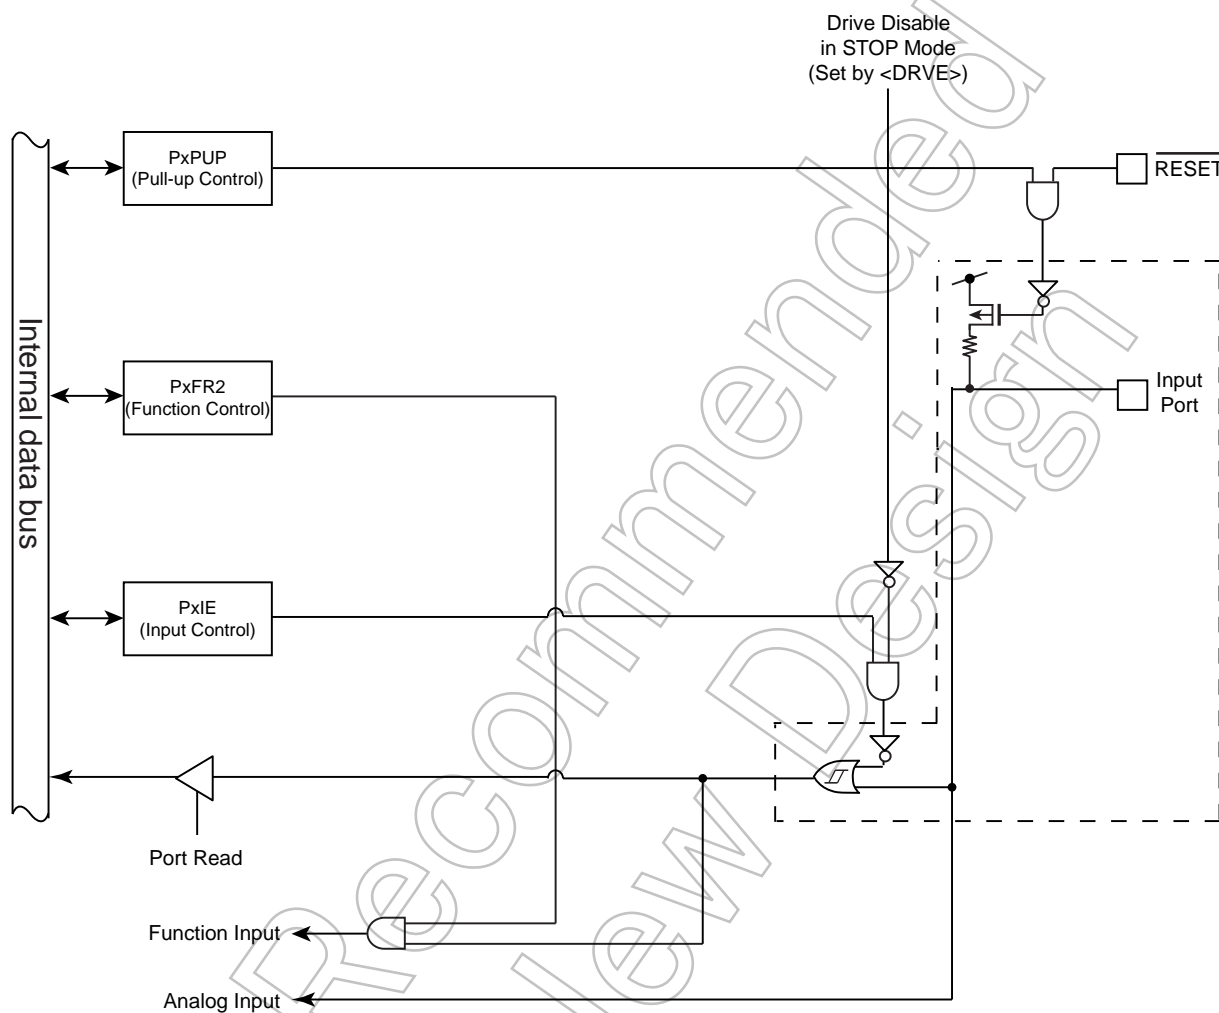 Drive Disable
in STOP Mode
(Set by <DRVE>)
PxPUP
(Pull-up Control)
RESET
Internal data bus
PxFR2
(Function Control)
Input
Port
PxIE
(Input Control)
Port Read
Function Input
Analog Input
Recommended
New Design